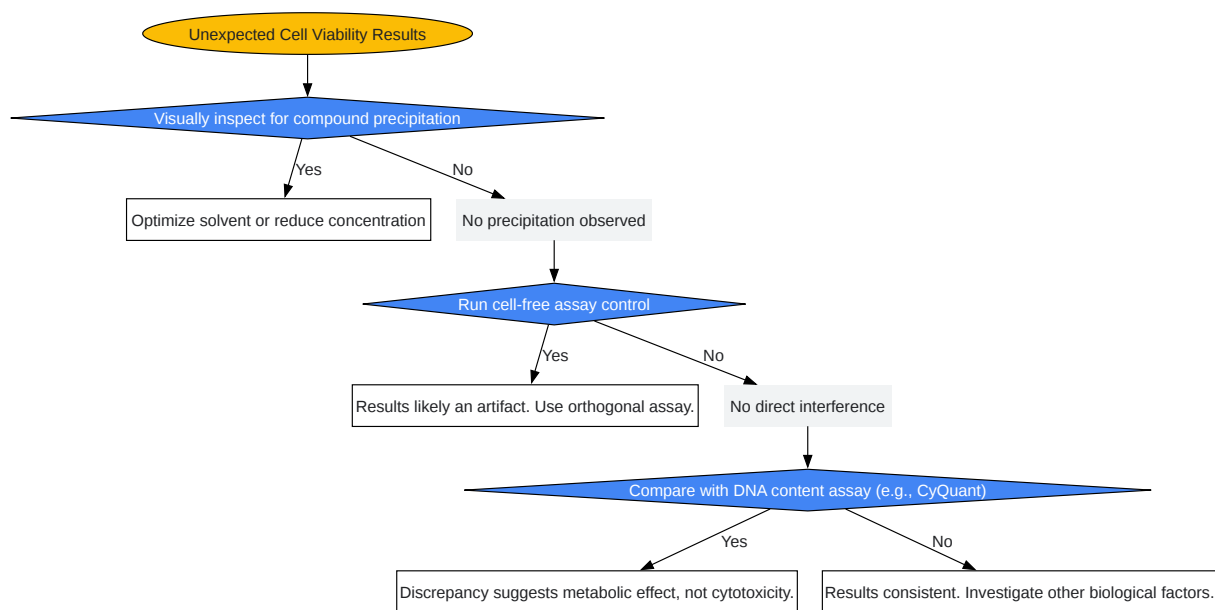 Unexpected Cell Viability Results
Visually inspect for compound precipitation
Yes
No
Optimize solvent or reduce concentration
No precipitation observed
Run cell-free assay control
Yes
No
Results likely an artifact. Use orthogonal assay.
No direct interference
Compare with DNA content assay (e.g., CyQuant)
Yes
No
Discrepancy suggests metabolic effect, not cytotoxicity.
Results consistent. Investigate other biological factors.